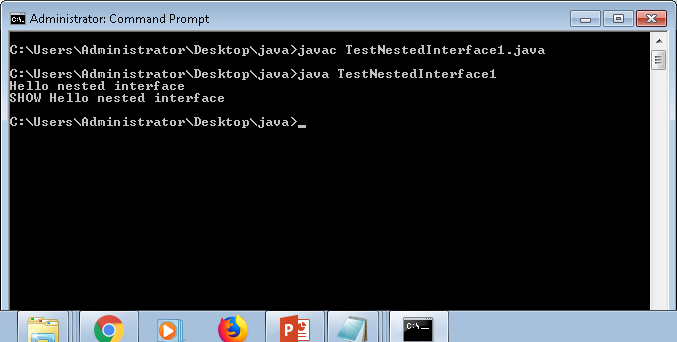 Administrator: Command Prompt
C:\Users\Administrator\Desktop\java>javac TestNestedInterface1.java
C:\Users\Administrator\Desktop\java>java TestNestedInterface1
Hello nested interface
SHOW Hello nested interface
C:\Users\Administrator\Desktop\java>_